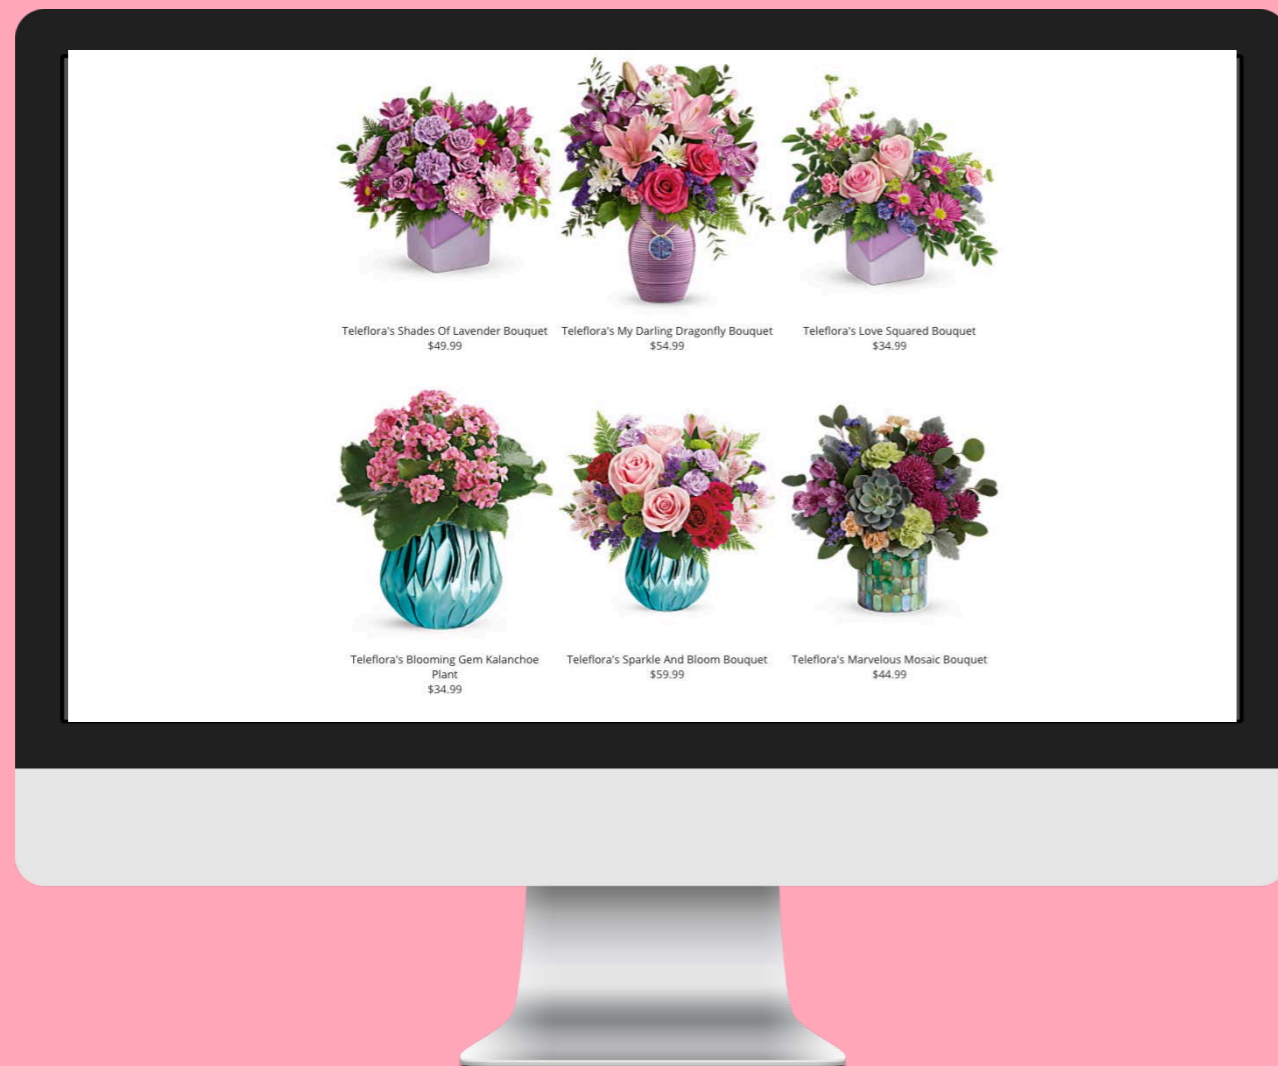 Teleflora's Shades Of Lavender Bouquet
$49.99
Teleflora's My Darling Dragonfly Bouquet
$54.99
Teleflora's Love Squared Bouquet
$34.99
Teleflora's Blooming Gem Kalanchoe
Plant
$34.99
Teleflora's Sparkle And Bloom Bouquet
$59.99
Teleflora's Marvelous Mosaic Bouquet
$44.99